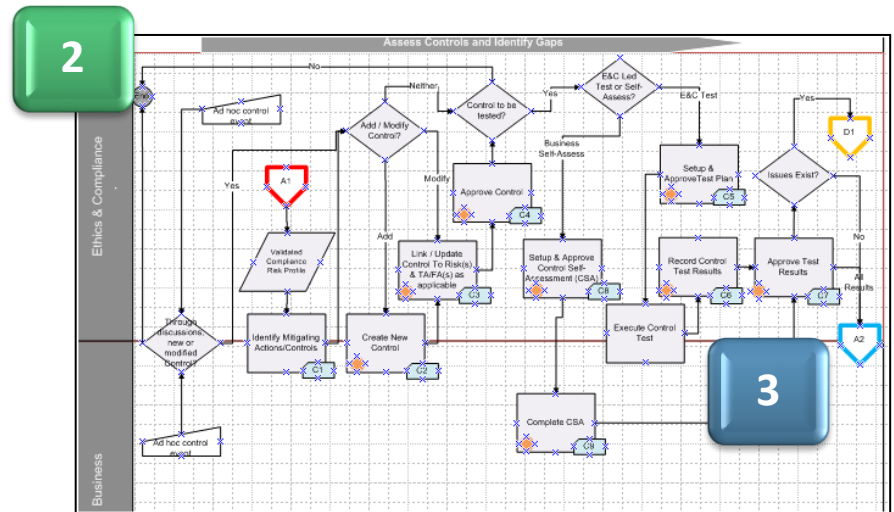 2
Assess Controls and Identify Gaps
No
End
Ad hoc control
event
Neither
Add / Modify
Control?
Control to be
tested?
Yes
E&C Led
Test or Self-
Assess?
E&C Test
Yes
D1
Ethics & Compliance
Yes
A1
Modify
Approve Control
C4
Business
Self-Assess
Setup &
ApproveTest Plan
C5
Issues Exist?
No
Validated
Compliance
Risk Profile
Add
Link / Update
Control To Risk(s)
& TA/FA(s) as
applicable
C3
Setup & Approve
Control Self-
Assessment (CSA)
C8
Record Control
Test Results
C6
Approve Test
Results
C7
All
Results
Through
discussions,
new or
modified
Control?
Identify Mitigating
Actions/Controls
C1
Create New
Control
C2
Execute Control
Test
A2
3
Ad hoc control
event
Complete CSA
C9
Business